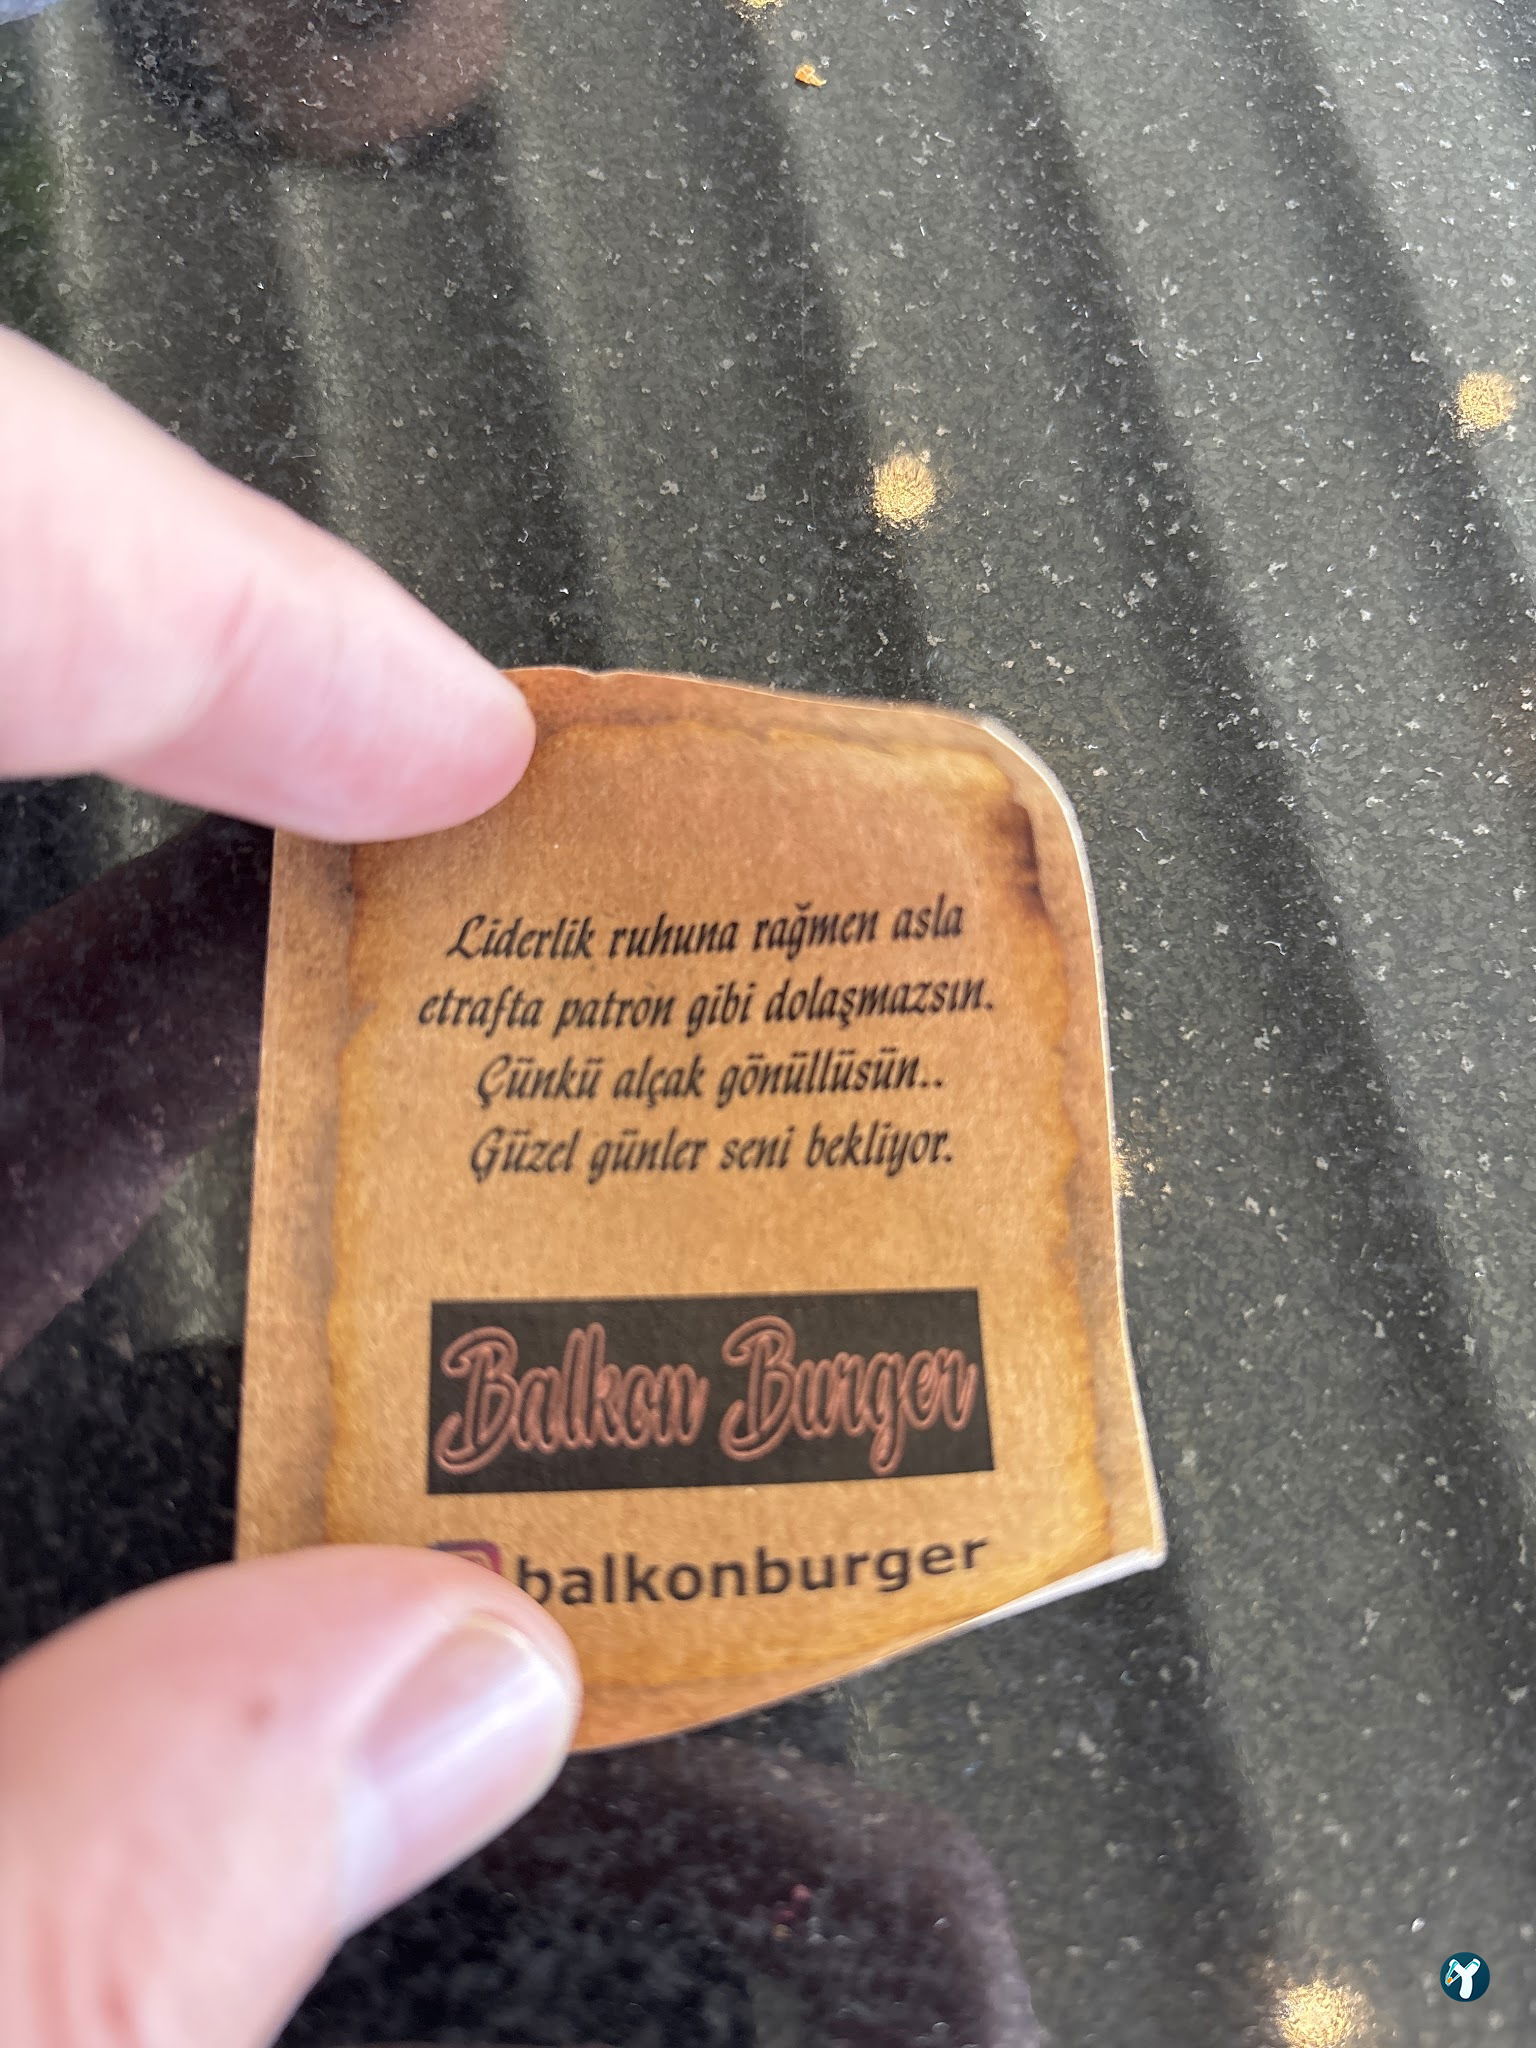 Liderlik ruhuna rağmen asla
etrafta patron gibi dolaşmazsın.
Çünkü alçak gönüllüsün..
Güzel günler seni bekliyor.
Balkon Burger
balkonburger